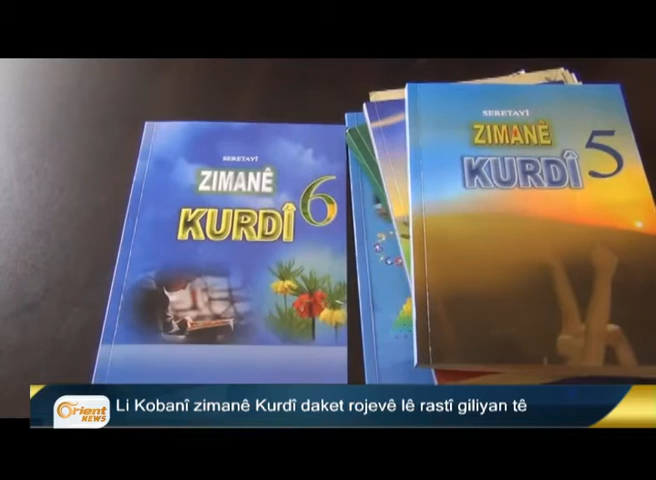 SERETAYÎ
ZIMANÊ
KURDÎ 6
SERETAYÎ
ZIMANÊ
KURDÎ 5
Orient
NEWS
Li Kobanî zimanê Kurdî daket rojevê lê rastî giliyan tê